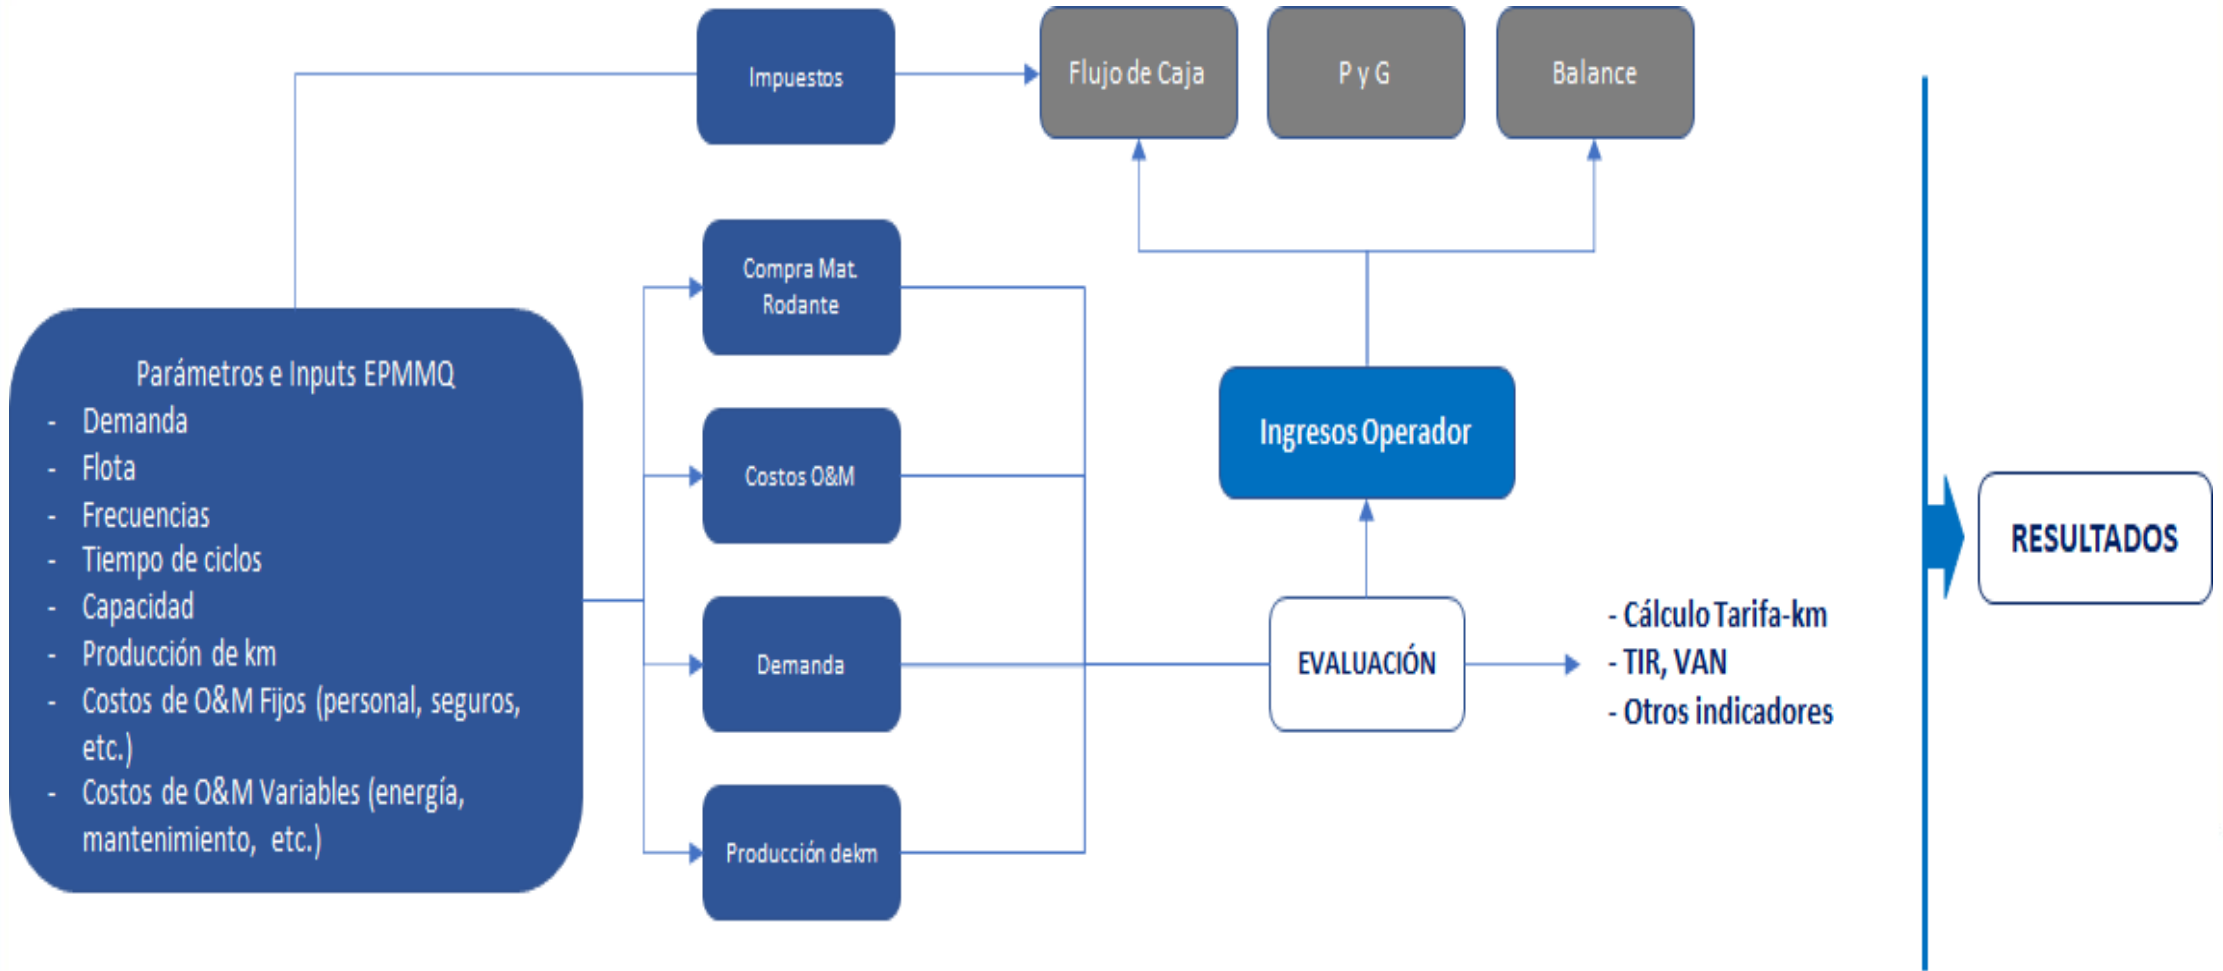 Impuestos
Flujo de Caja
P y G
Balance
Compra Mat.
Rodante
Parámetros e Inputs EPMMQ
- Demanda
- Flota
- Frecuencias
- Tiempo de ciclos
- Capacidad
- Producción de km
- Costos de O&M Fijos (personal, seguros,
etc.)
- Costos de O&M Variables (energía,
mantenimiento, etc.)
Costos O&M
Demanda
Producción dekm
Ingresos Operador
EVALUACIÓN
- Cálculo Tarifa-km
- TIR, VAN
- Otros indicadores
RESULTADOS